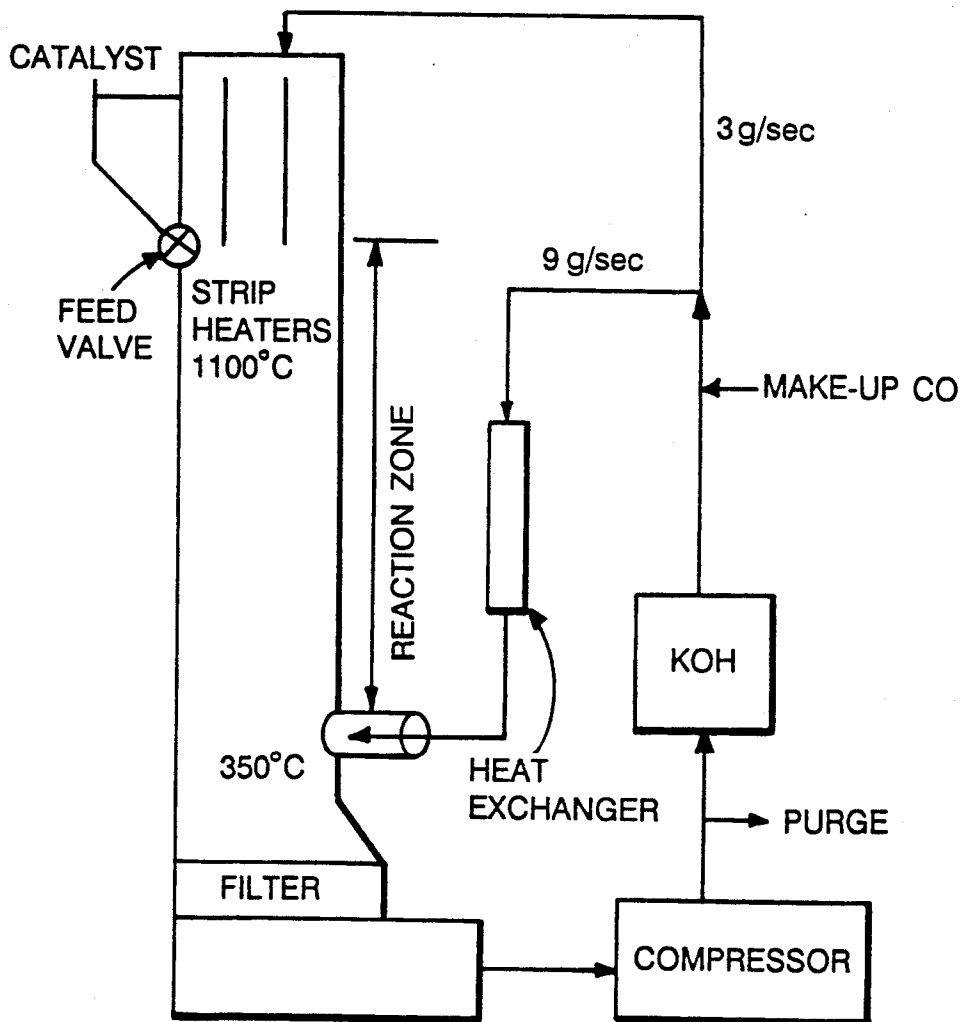 CATALYST
3 g/sec
9 g/sec
FEED
VALVE
STRIP
HEATERS
1100°C
MAKE-UP CO
REACTION ZONE
KOH
350°C
HEAT
EXCHANGER
PURGE
FILTER
COMPRESSOR